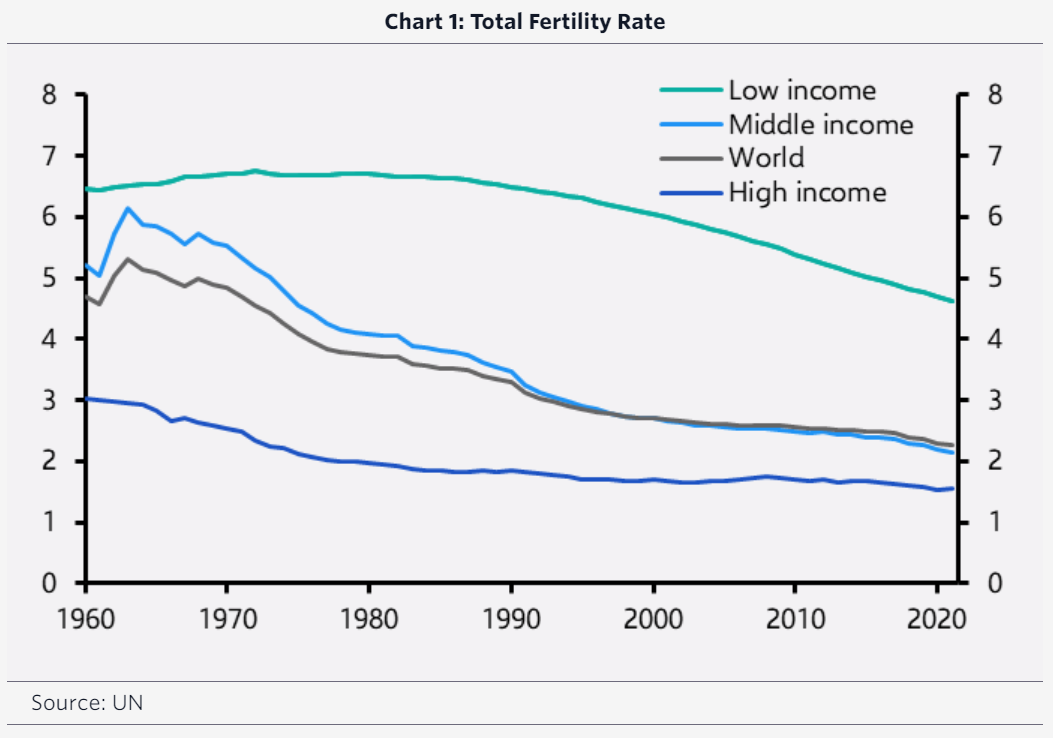 Chart 1: Total Fertility Rate
Low income
Middle income
World
High income
8 8
7 7
6 6
5 5
4 4
3 3
2 2
1 1
0 0
1960 1970 1980 1990 2000 2010 2020
Source: UN